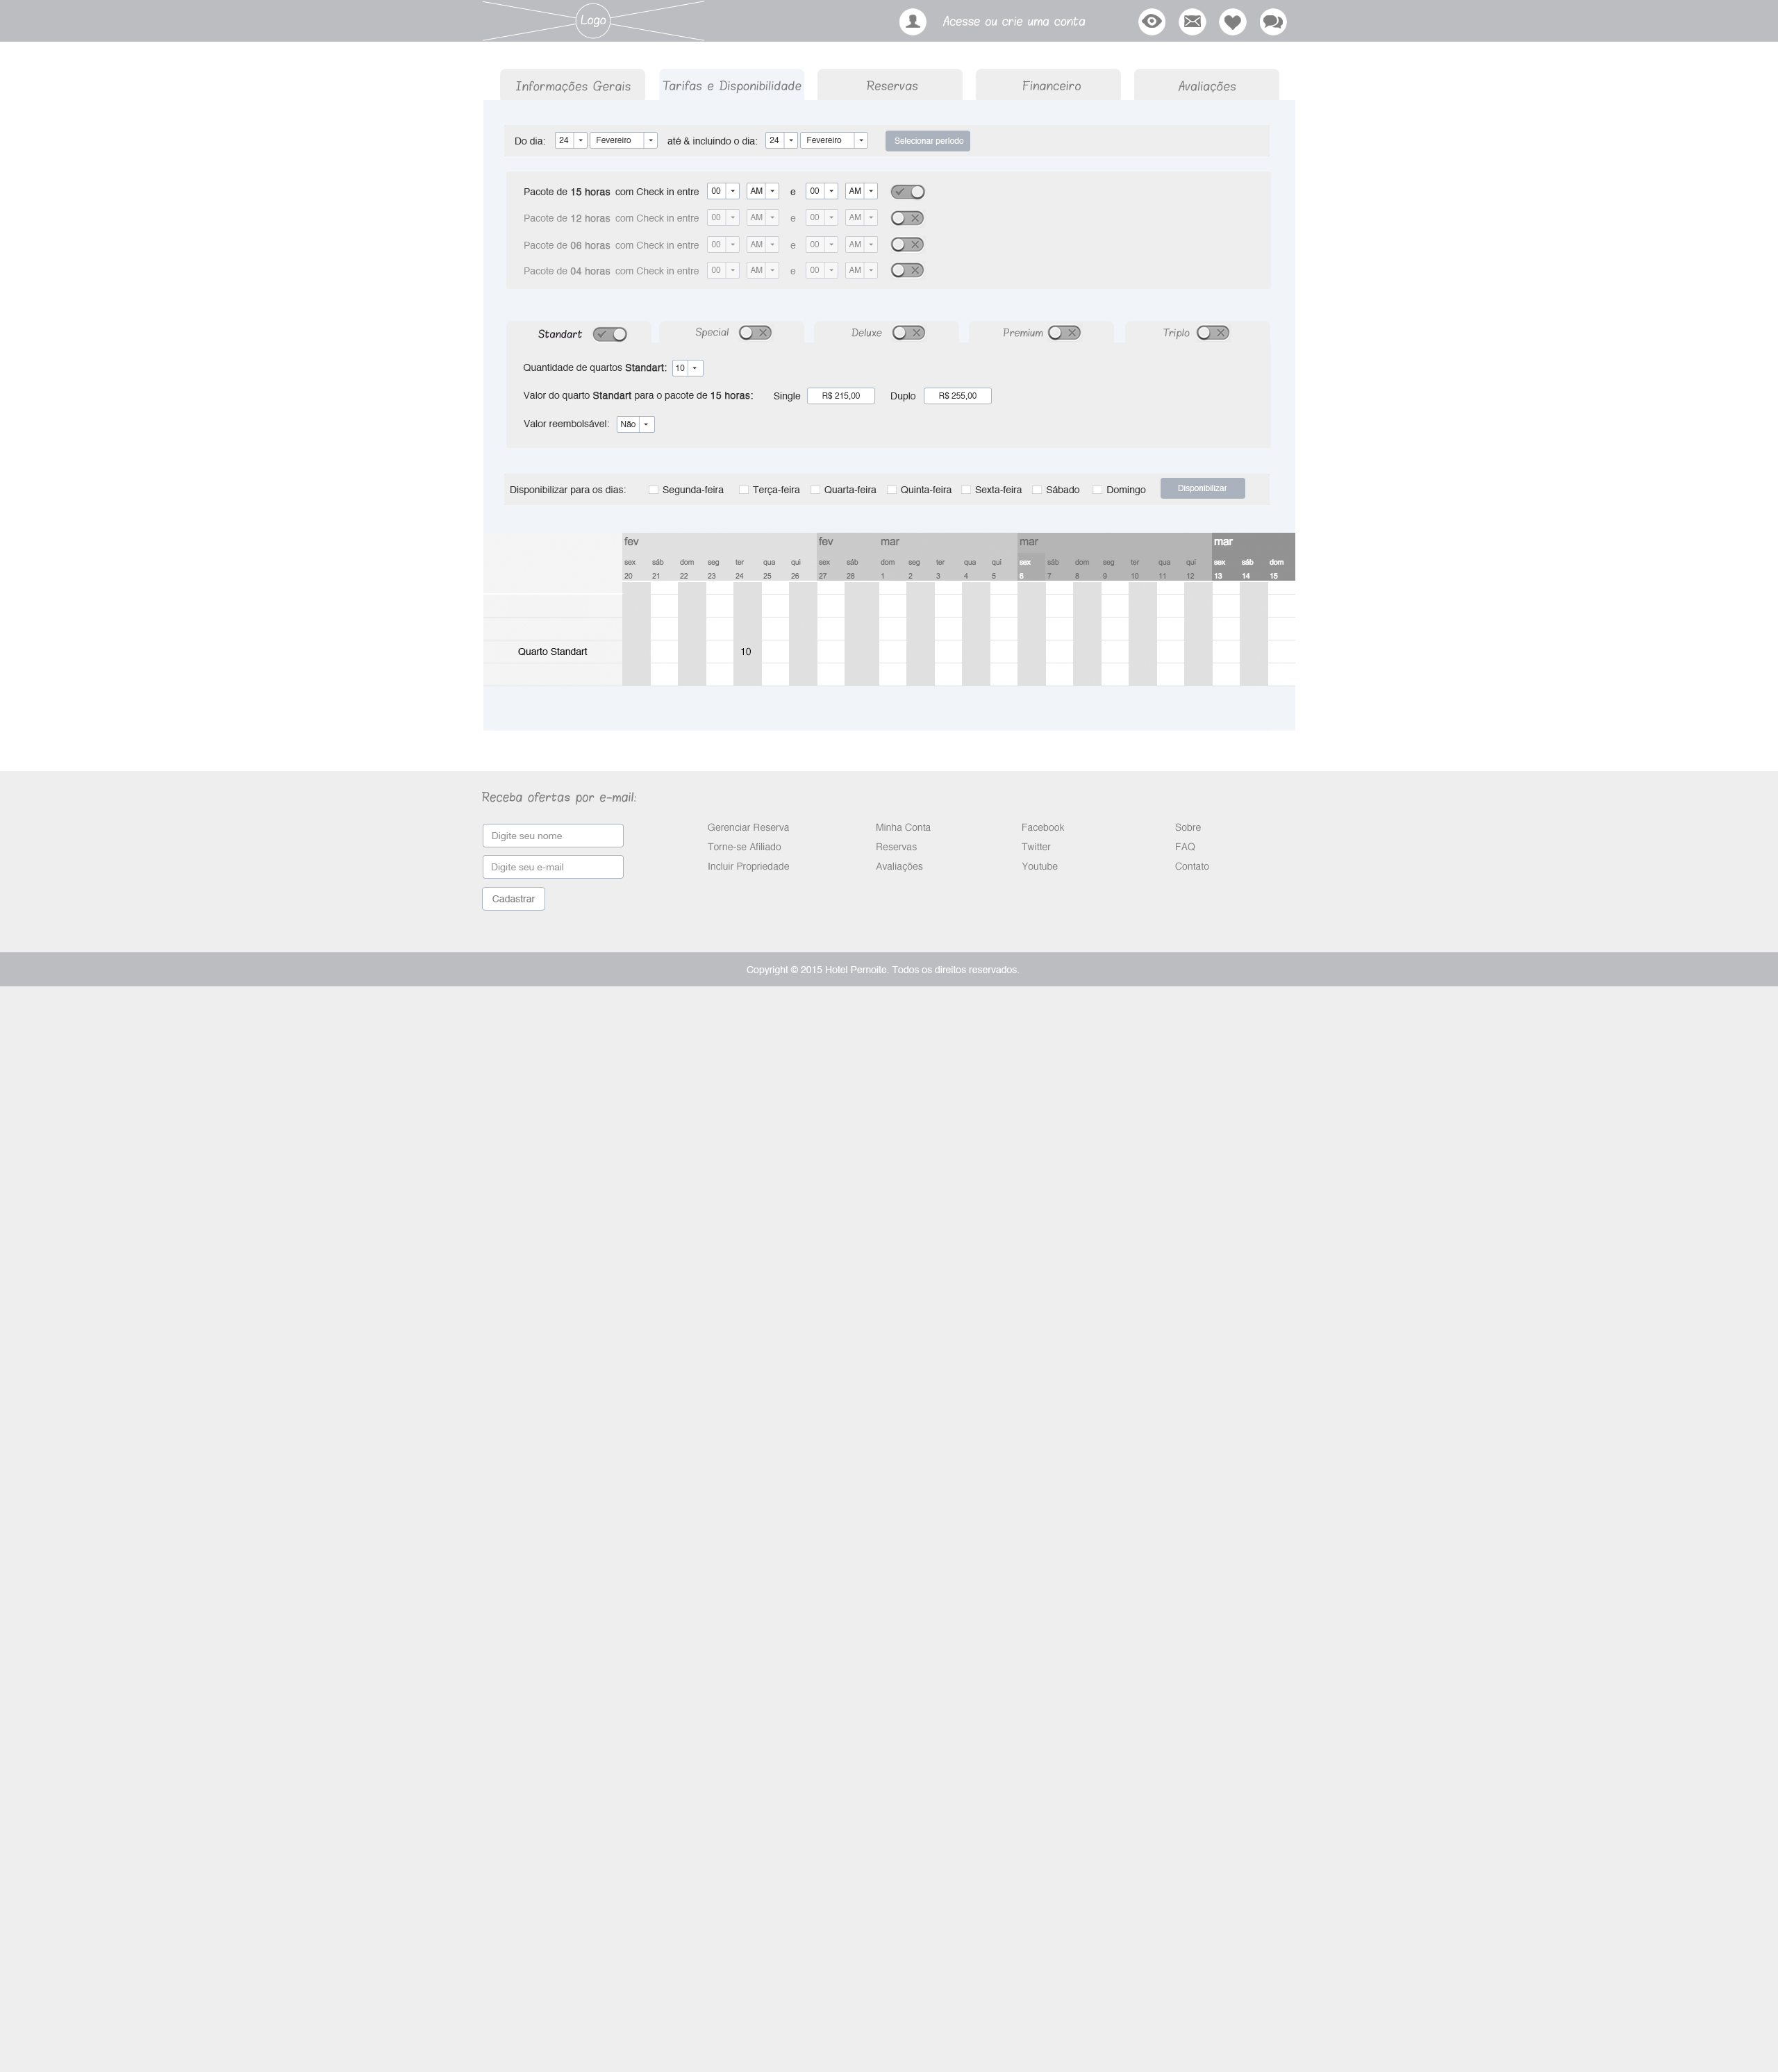 Logo Acesse ou crie uma conta
Informações Gerais Tarifas e Disponibilidade Reservas Financeiro Avaliações
Do dia: 24 Fevereiro até & incluindo o dia: 24 Fevereiro Selecionar período
Pacote de 15 horas com Check in entre 00 AM e 00 AM
Pacote de 12 horas com Check in entre 00 AM e 00 AM
Pacote de 06 horas com Check in entre 00 AM e 00 AM
Pacote de 04 horas com Check in entre 00 AM e 00 AM
Standart Special Deluxe Premium Triplo
Quantidade de quartos Standart: 10
Valor do quarto Standart para o pacote de 15 horas: Single R$ 215,00 Duplo R$ 255,00
Valor reembolsável: Não
Disponibilizar para os dias: Segunda-feira Terça-feira Quarta-feira Quinta-feira Sexta-feira Sábado Domingo Disponibilizar
fev fev mar mar mar
sex sáb dom seg ter qua qui sex sáb dom seg ter qua qui sex sáb dom seg ter qua qui sex sáb dom
20 21 22 23 24 25 26 27 28 1 2 3 4 5 6 7 8 9 10 11 12 13 14 15
Quarto Standart 10
Receba ofertas por e-mail:
Digite seu nome
Digite seu e-mail
Cadastrar
Gerenciar Reserva
Torne-se Afiliado
Incluir Propriedade
Minha Conta
Reservas
Avaliações
Facebook
Twitter
Youtube
Sobre
FAQ
Contato
Copyright © 2015 Hotel Pernoite. Todos os direitos reservados.